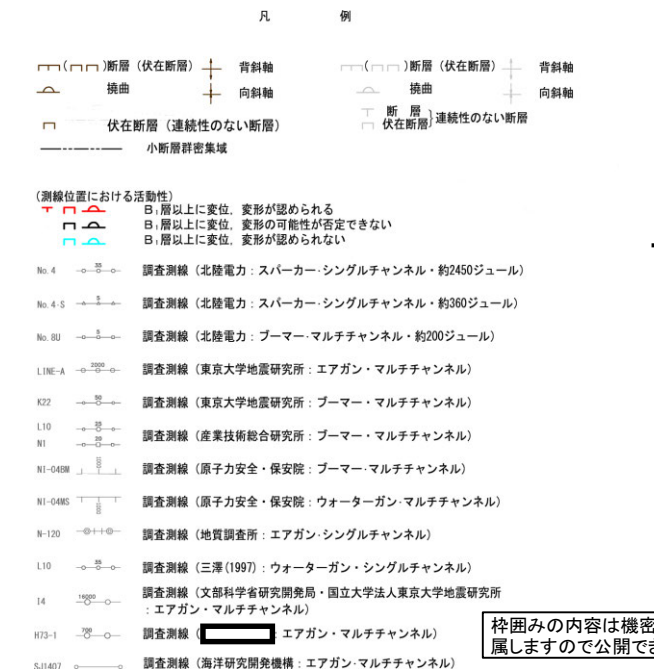 凡 例
( )断層(伏在断層) 背斜軸 ( )断層(伏在断層) 背斜軸
撓曲 向斜軸 撓曲 向斜軸
伏在断層(連続性のない断層) 断 層
伏在断層}連続性のない断層
小断層群密集域
(測線位置における活動性)
B₁層以上に変位,変形が認められる
B₁層以上に変位,変形の可能性が否定できない
B₁層以上に変位,変形が認められない
No.4 35 調査測線(北陸電力:スパーカー・シングルチャンネル・約2450ジュール)
No.4-S 5 調査測線(北陸電力:スパーカー・シングルチャンネル・約360ジュール)
No.8U 5 調査測線(北陸電力:ブーマー・マルチチャンネル・約200ジュール)
LINE-A 2000 調査測線(東京大学地震研究所:エアガン・マルチチャンネル)
K22 50 調査測線(東京大学地震研究所:ブーマー・マルチチャンネル)
L10 25
N1 20 調査測線(産業技術総合研究所:ブーマー・マルチチャンネル)
NI-04BM 調査測線(原子力安全・保安院:ブーマー・マルチチャンネル)
NI-04MS 調査測線(原子力安全・保安院:ウォーターガン・マルチチャンネル)
N-120 調査測線(地質調査所:エアガン・シングルチャンネル)
L10 35 調査測線(三澤(1997):ウォーターガン・シングルチャンネル)
I4 16000 調査測線(文部科学省研究開発局・国立大学法人東京大学地震研究所
:エアガン・マルチチャンネル)
H73-1 700 調査測線( :エアガン・マルチチャンネル)
SJ1407 調査測線(海洋研究開発機構:エアガン・マルチチャンネル)
枠囲みの内容は機密
属しますので公開でき